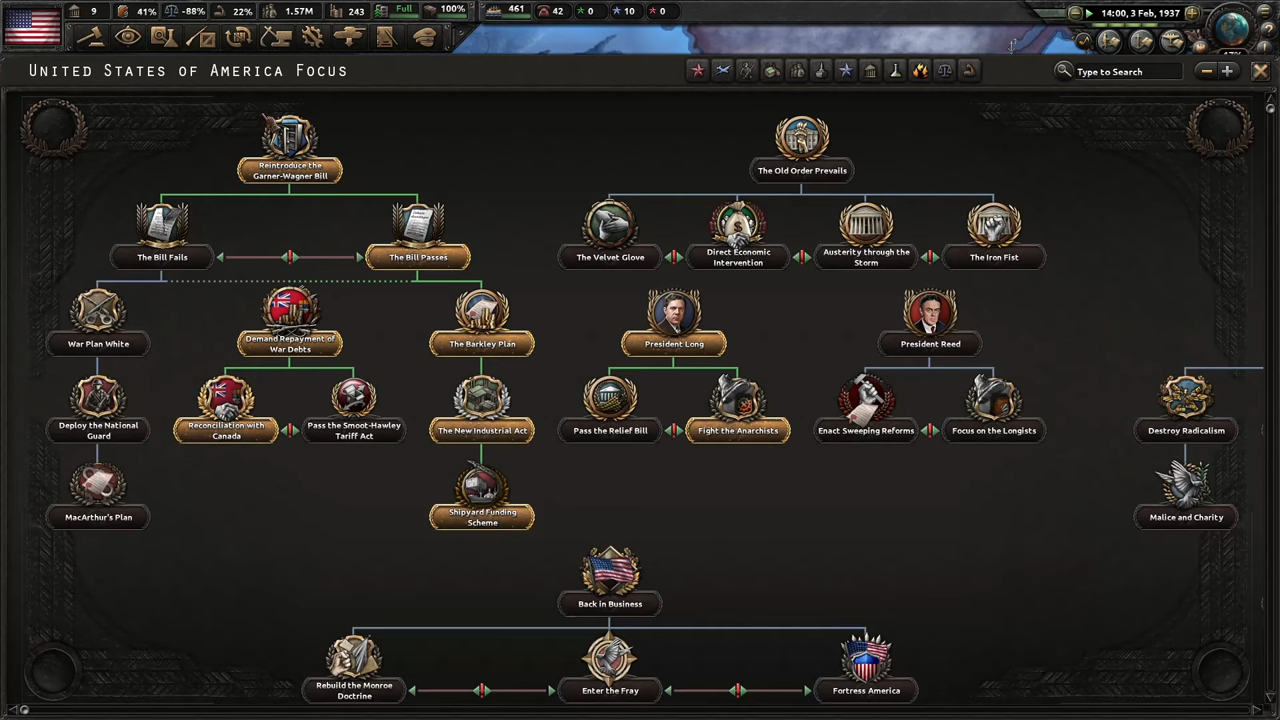 9 41% -88% 22% 1.57M 243 Full 100% 461 42 0 10 0 14:00, 3 Feb, 1937
United States of America Focus
Type to Search
Reintroduce the
Garner-Wagner Bill
The Old Order Prevails
The Bill Fails
The Bill Passes
The Velvet Glove
Direct Economic
Intervention
Austerity through the
Storm
The Iron Fist
War Plan White
Demand Repayment of
War Debts
The Barkley Plan
President Long
President Reed
Deploy the National
Guard
Reconciliation with
Canada
Pass the Smoot-Hawley
Tariff Act
The New Industrial Act
Pass the Relief Bill
Fight the Anarchists
Enact Sweeping Reforms
Focus on the Longists
Destroy Radicalism
MacArthur's Plan
Shipyard Funding
Scheme
Malice and Charity
Back in Business
Rebuild the Monroe
Doctrine
Enter the Fray
Fortress America